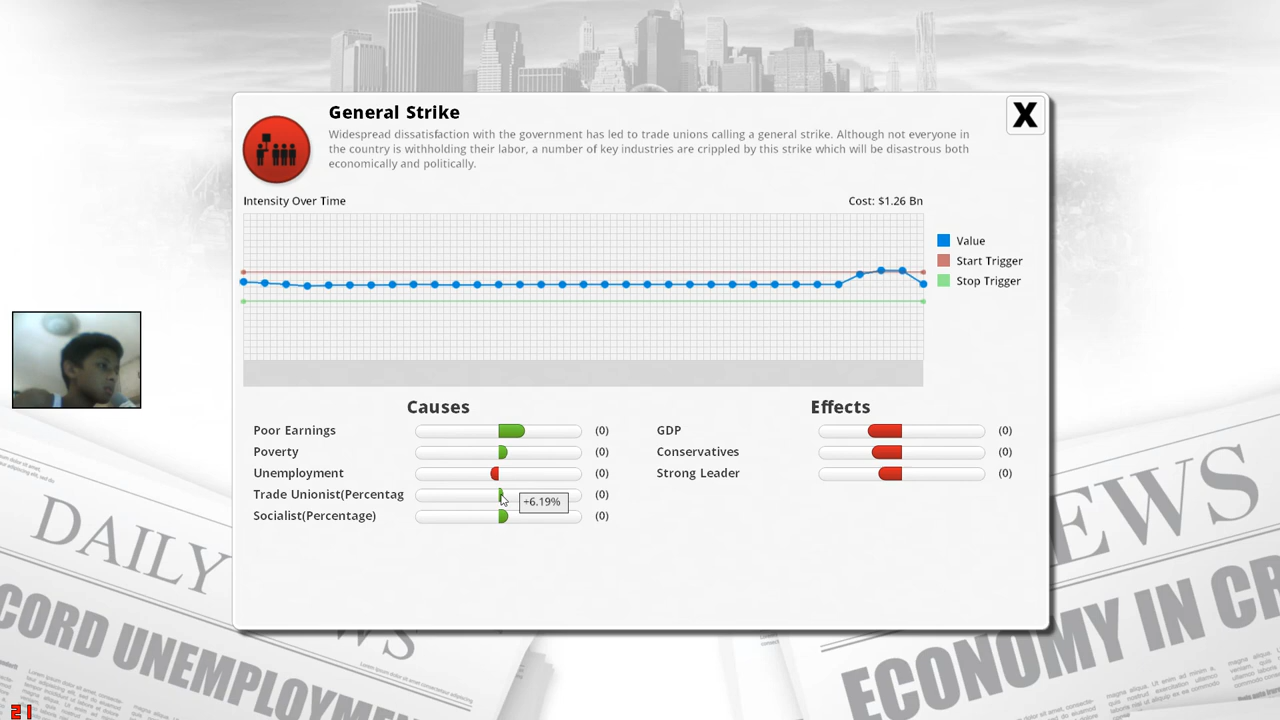 General Strike
X
Widespread dissatisfaction with the government has led to trade unions calling a general strike. Although not everyone in
the country is withholding their labor, a number of key industries are crippled by this strike which will be disastrous both
economically and politically.
Intensity Over Time
Cost: $1.26 Bn
Value
Start Trigger
Stop Trigger
Causes
Effects
Poor Earnings (0)
GDP (0)
Poverty (0)
Conservatives (0)
Unemployment (0)
Strong Leader (0)
Trade Unionist(Percentag (0)
+6.19%
Socialist(Percentage) (0)
DAILY
NEWS
CORD UNEMPLOYM
EWS
ECONOMY IN CR
21